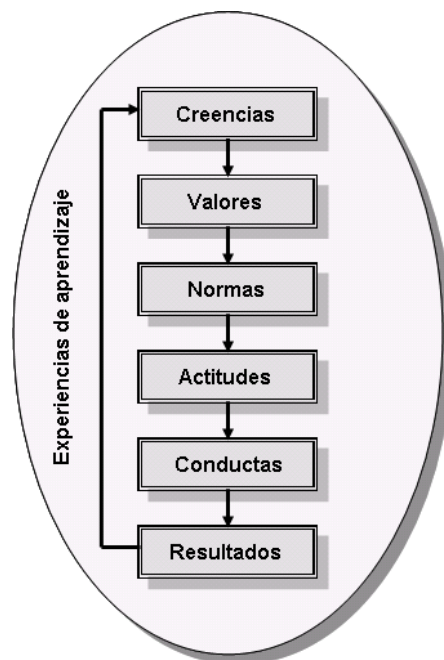 Creencias
Valores
Normas
Actitudes
Conductas
Resultados
Experiencias de aprendizaje